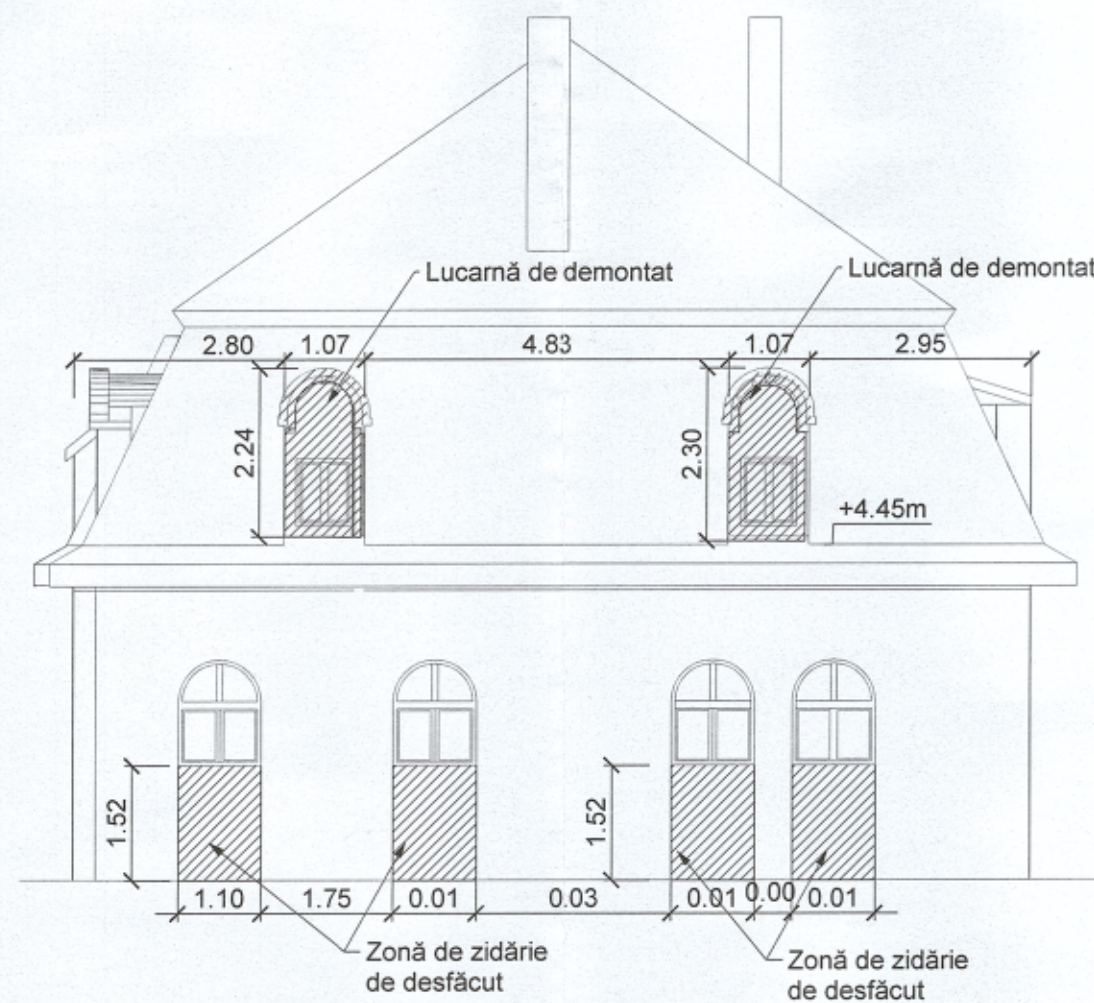 Lucarnă de demontat
Lucarnă de demontat
2.80 1.07 4.83 1.07 2.95
2.24
2.30
+4.45m
1.52
1.52
1.10 1.75 0.01 0.03 0.01 0.00 0.01
Zonă de zidărie
de desfăcut
Zonă de zidărie
de desfăcut